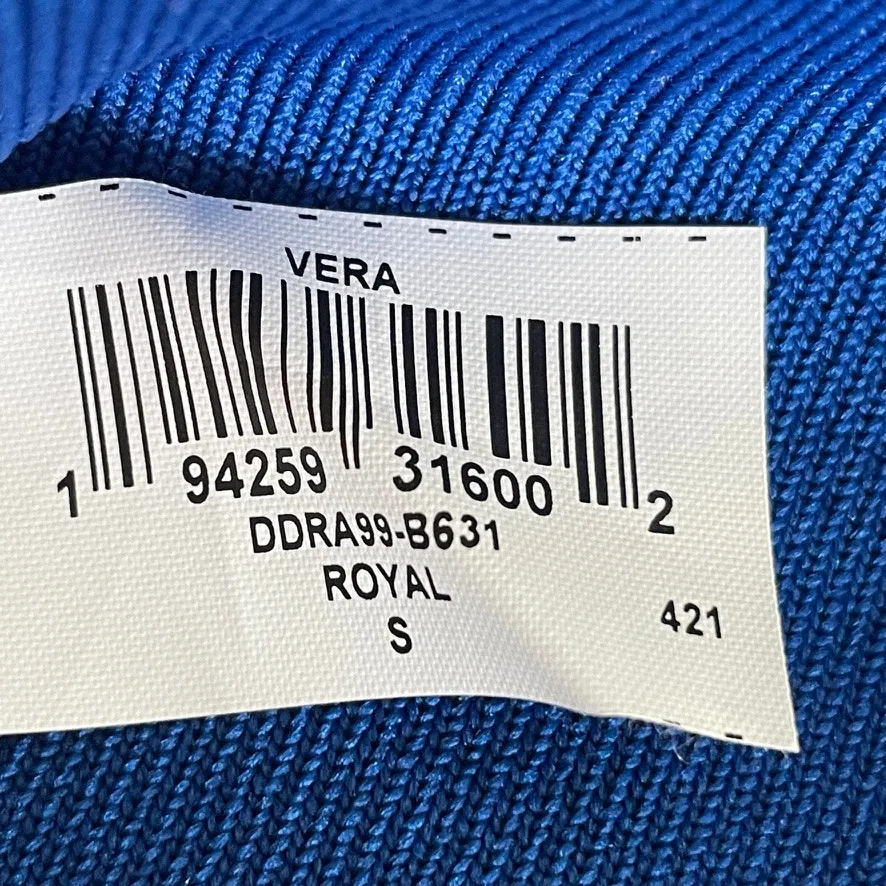 VERA
1 94259 31600 2
DDRA99-B631
ROYAL
S
421